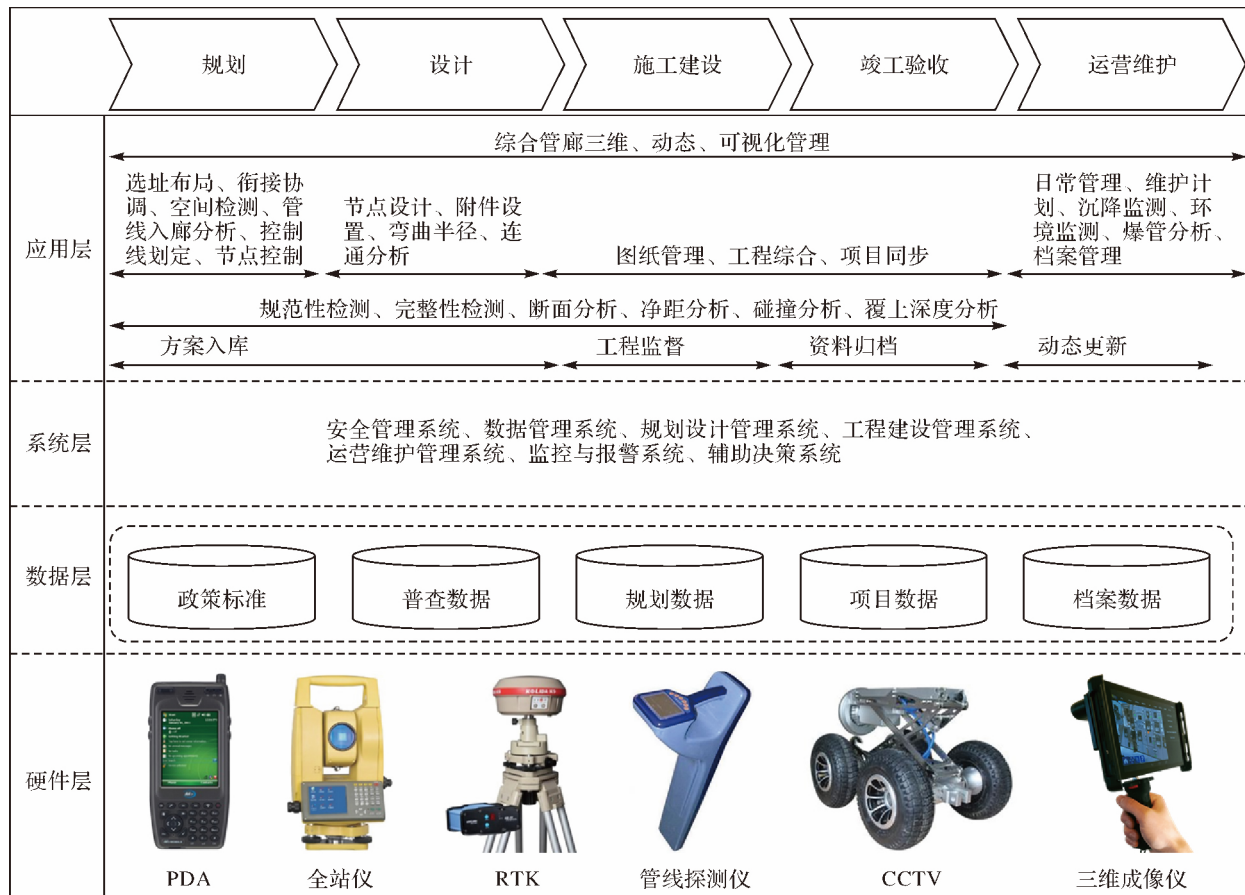 规划
设计
施工建设
竣工验收
运营维护
应用层
综合管廊三维、动态、可视化管理
选址布局、衔接协
调、空间检测、管
线入廊分析、控制
线划定、节点控制
节点设计、附件设
置、弯曲半径、连
通分析
图纸管理、工程综合、项目同步
日常管理、维护计
划、沉降监测、环
境监测、爆管分析、
档案管理
规范性检测、完整性检测、断面分析、净距分析、碰撞分析、覆上深度分析
方案入库
工程监督
资料归档
动态更新
系统层
安全管理系统、数据管理系统、规划设计管理系统、工程建设管理系统、
运营维护管理系统、监控与报警系统、辅助决策系统
数据层
政策标准
普查数据
规划数据
项目数据
档案数据
硬件层
PDA
全站仪
RTK
管线探测仪
CCTV
三维成像仪